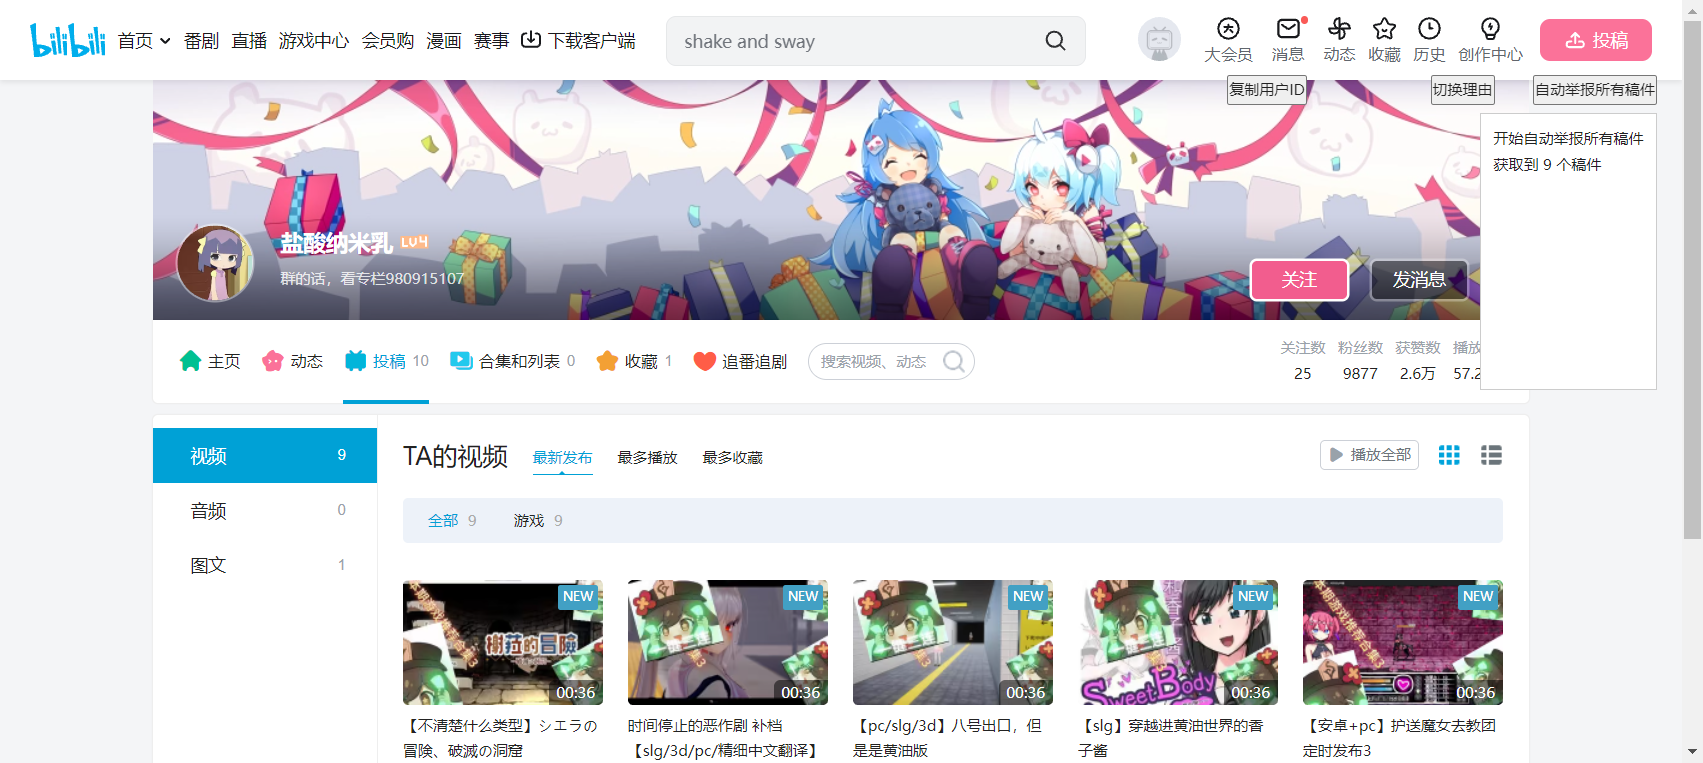 bilibili 首页 番剧 直播 游戏中心 会员购 漫画 赛事 下载客户端 shake and sway 大会员 消息 动态 收藏 历史 创作中心 投稿
复制用户ID 切换理由 自动举报所有稿件
开始自动举报所有稿件
获取到 9 个稿件
盐酸纳米乳 LV4
群的话，看专栏980915107
关注 发消息
主页 动态 投稿 10 合集和列表 0 收藏 1 追番追剧 搜索视频、动态
关注数 粉丝数 获赞数 播放
25 9877 2.6万 57.2
视频 9
音频 0
图文 1
TA的视频 最新发布 最多播放 最多收藏 播放全部
全部 9 游戏 9
NEW NEW NEW NEW NEW
樹菈的冒險
SweetBody
00:36 00:36 00:36 00:36 00:36
【不清楚什么类型】シエラの
冒険、破滅の洞窟
时间停止的恶作剧 补档
【slg/3d/pc/精细中文翻译】
【pc/slg/3d】八号出口，但
是是黄油版
【slg】穿越进黄油世界的香
子酱
【安卓+pc】护送魔女去教团
定时发布3